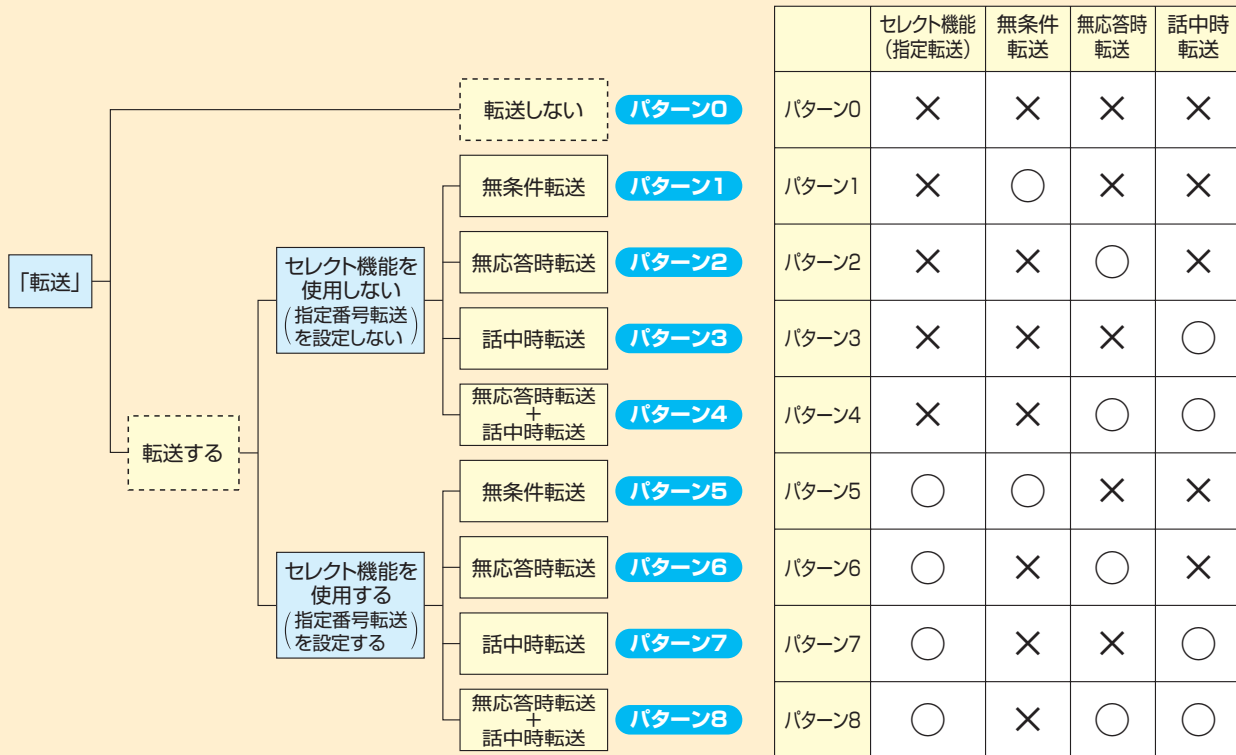 「転送」
転送しない
パターン0
転送する
セレクト機能を
使用しない
(指定番号転送
を設定しない)
無条件転送
パターン1
無応答時転送
パターン2
話中時転送
パターン3
無応答時転送
+
話中時転送
パターン4
セレクト機能を
使用する
(指定番号転送
を設定する)
無条件転送
パターン5
無応答時転送
パターン6
話中時転送
パターン7
無応答時転送
+
話中時転送
パターン8
セレクト機能
(指定転送)
無条件
転送
無応答時
転送
話中時
転送
パターン0 × × × ×
パターン1 × ○ × ×
パターン2 × × ○ ×
パターン3 × × × ○
パターン4 × × ○ ○
パターン5 ○ ○ × ×
パターン6 ○ × ○ ×
パターン7 ○ × × ○
パターン8 ○ × ○ ○